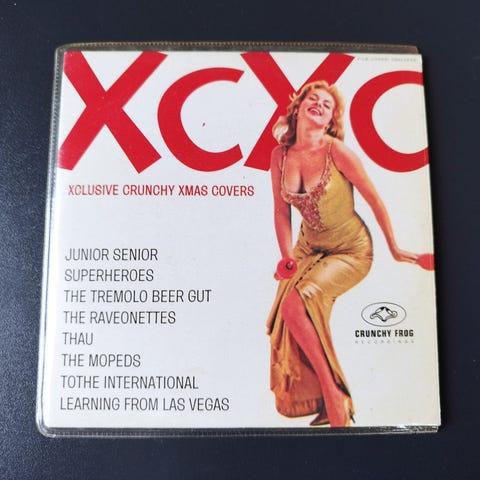 XcXc
XCLUSIVE CRUNCHY XMAS COVERS
JUNIOR SENIOR
SUPERHEROES
THE TREMOLO BEER GUT
THE RAVEONETTES
THAU
THE MOPEDS
TOTHE INTERNATIONAL
LEARNING FROM LAS VEGAS
CRUNCHY FROG
RECORDINGS